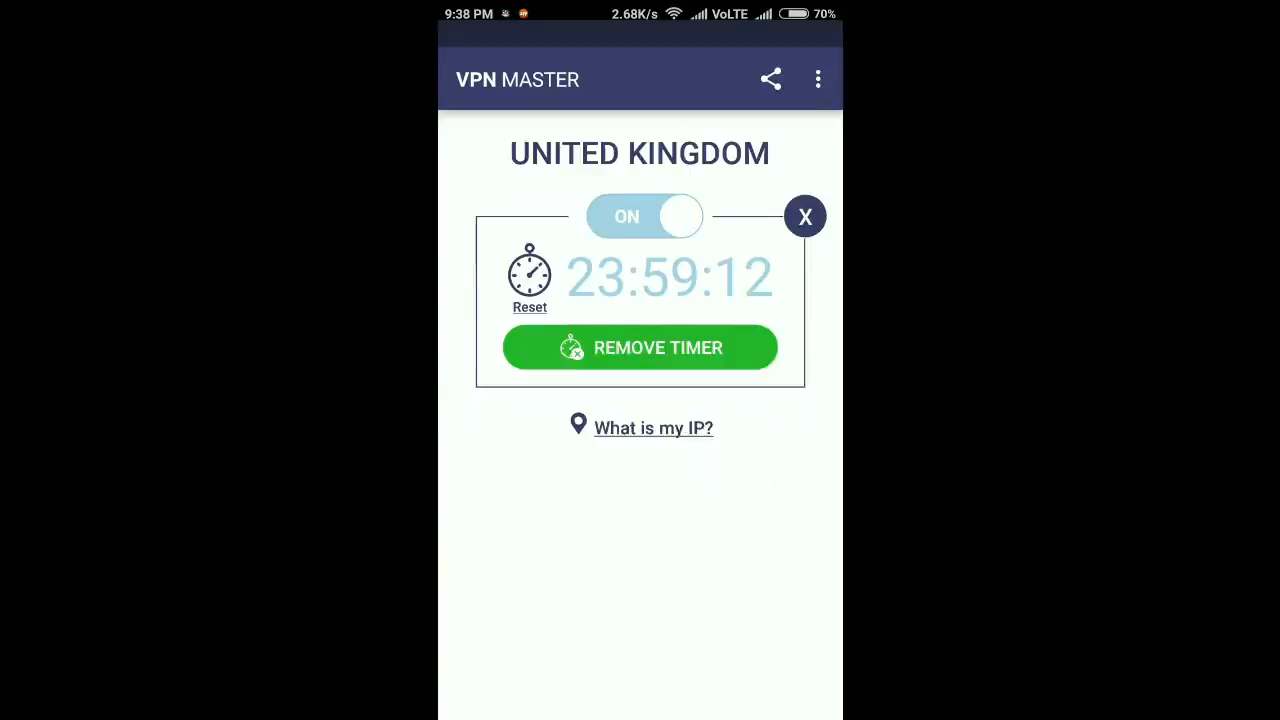 9:38 PM 2.68K/s VoLTE 70%
VPN MASTER
UNITED KINGDOM
ON X
23:59:12
Reset
REMOVE TIMER
What is my IP?